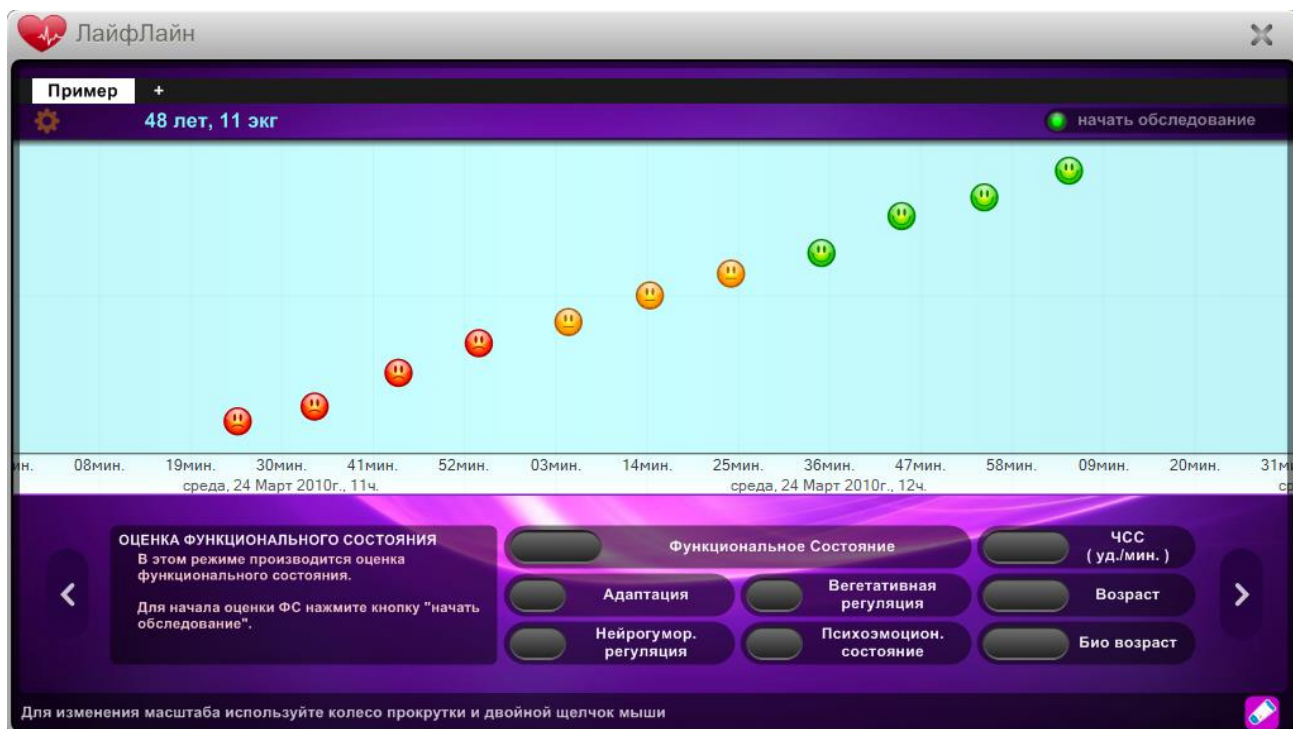 ЛайфЛайн
Пример +
48 лет, 11 экг
начать обследование
ин. 08мин. 19мин. 30мин. 41мин. 52мин. 03мин. 14мин. 25мин. 36мин. 47мин. 58мин. 09мин. 20мин. 31м
среда, 24 Март 2010г., 11ч. среда, 24 Март 2010г., 12ч. ср
ОЦЕНКА ФУНКЦИОНАЛЬНОГО СОСТОЯНИЯ
В этом режиме производится оценка
функционального состояния.
Для начала оценки ФС нажмите кнопку "начать
обследование".
Функциональное Состояние
ЧСС
( уд./мин. )
Адаптация
Вегетативная
регуляция
Возраст
Нейрогумор.
регуляция
Психоэмоцион.
состояние
Био возраст
Для изменения масштаба используйте колесо прокрутки и двойной щелчок мыши